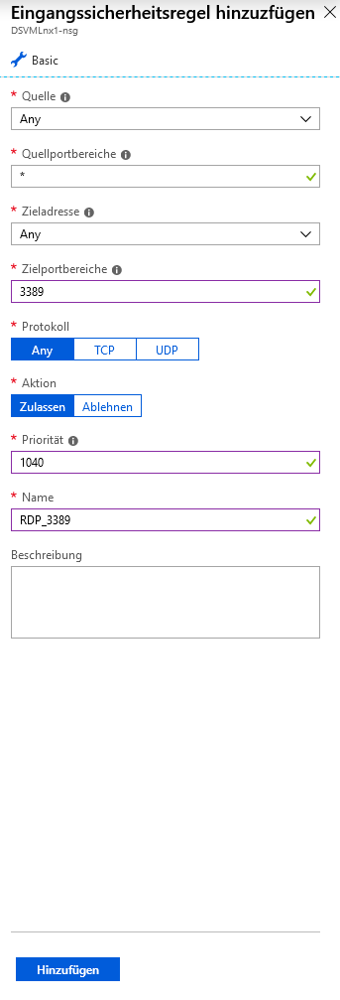 Eingangssicherheitsregel hinzuzfügen
DSVMLnx1-nsg
Basic
* Quelle
Any
* Quellportbereiche
*
* Zieladresse
Any
* Zielportbereiche
3389
* Protokoll
Any TCP UDP
* Aktion
Zulassen Ablehnen
* Priorität
1040
* Name
RDP_3389
Beschreibung
Hinzufügen